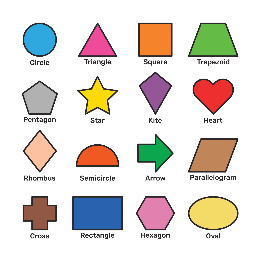 Circle Triangle Square Trapezoid
Pentagon Star Kite Heart
Rhombus Semicircle Arrow Parallelogram
Cross Rectangle Hexagon Oval